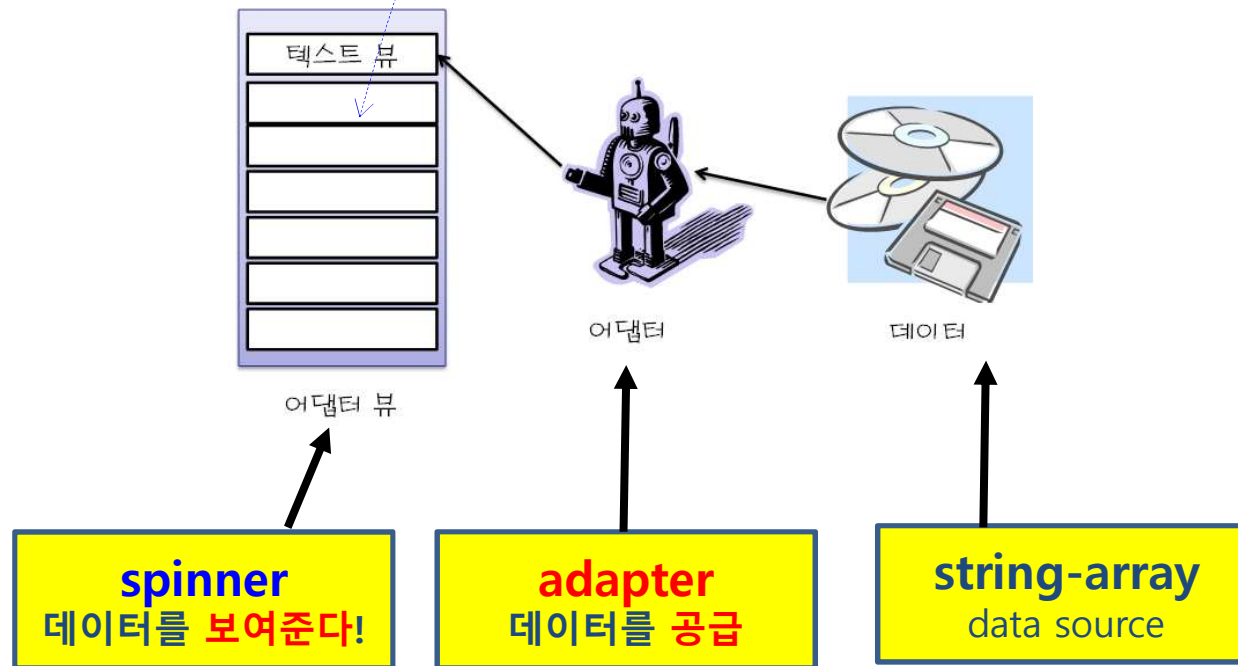 텍스트 뷰
어댑터
데이터
어댑터 뷰
spinner
데이터를 보여준다!
adapter
데이터를 공급
string-array
data source